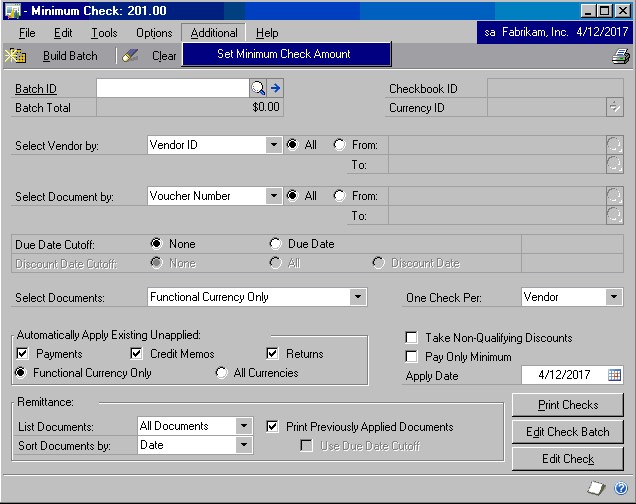 - Minimum Check: 201.00
File Edit Tools Options Additional Help sa Fabrikam, Inc. 4/12/2017
Build Batch Clear Set Minimum Check Amount
Batch ID Checkbook ID
Batch Total $0.00 Currency ID
Select Vendor by: Vendor ID All From:
To:
Select Document by: Voucher Number All From:
To:
Due Date Cutoff: None Due Date
Discount Date Cutoff: None All Discount Date
Select Documents: Functional Currency Only One Check Per: Vendor
Automatically Apply Existing Unapplied: Take Non-Qualifying Discounts
Payments Credit Memos Returns Pay Only Minimum
Functional Currency Only All Currencies Apply Date 4/12/2017
Remittance: Print Checks
List Documents: All Documents Print Previously Applied Documents Edit Check Batch
Sort Documents by: Date Use Due Date Cutoff Edit Check